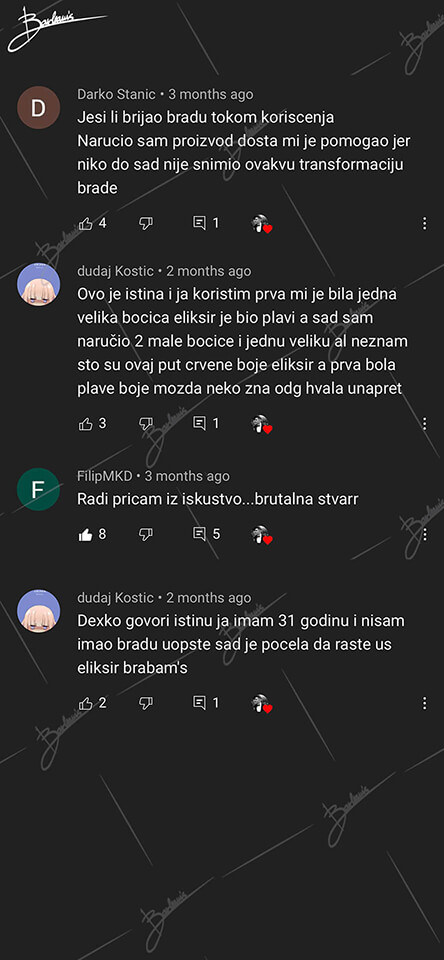 Darko Stanic • 3 months ago
D
Jesi li brijao bradu tokom koriscenja
Narucio sam proizvod dosta mi je pomogao jer
niko do sad nije snimio ovakvu transformaciju
brade
4 1
dudaj Kostic • 2 months ago
Ovo je istina i ja koristim prva mi je bila jedna
velika bocica eliksir je bio plavi a sad sam
naručio 2 male bocice i jednu veliku al neznam
sto su ovaj put crvene boje eliksir a prva bola
plave boje mozda neko zna odg hvala unapret
3 1
FilipMKD • 3 months ago
F
Radi pricam iz iskustvo...brutalna stvarr
8 5
dudaj Kostic • 2 months ago
Dexko govori istinu ja imam 31 godinu i nisam
imao bradu uopste sad je pocela da raste us
eliksir brabam's
2 1